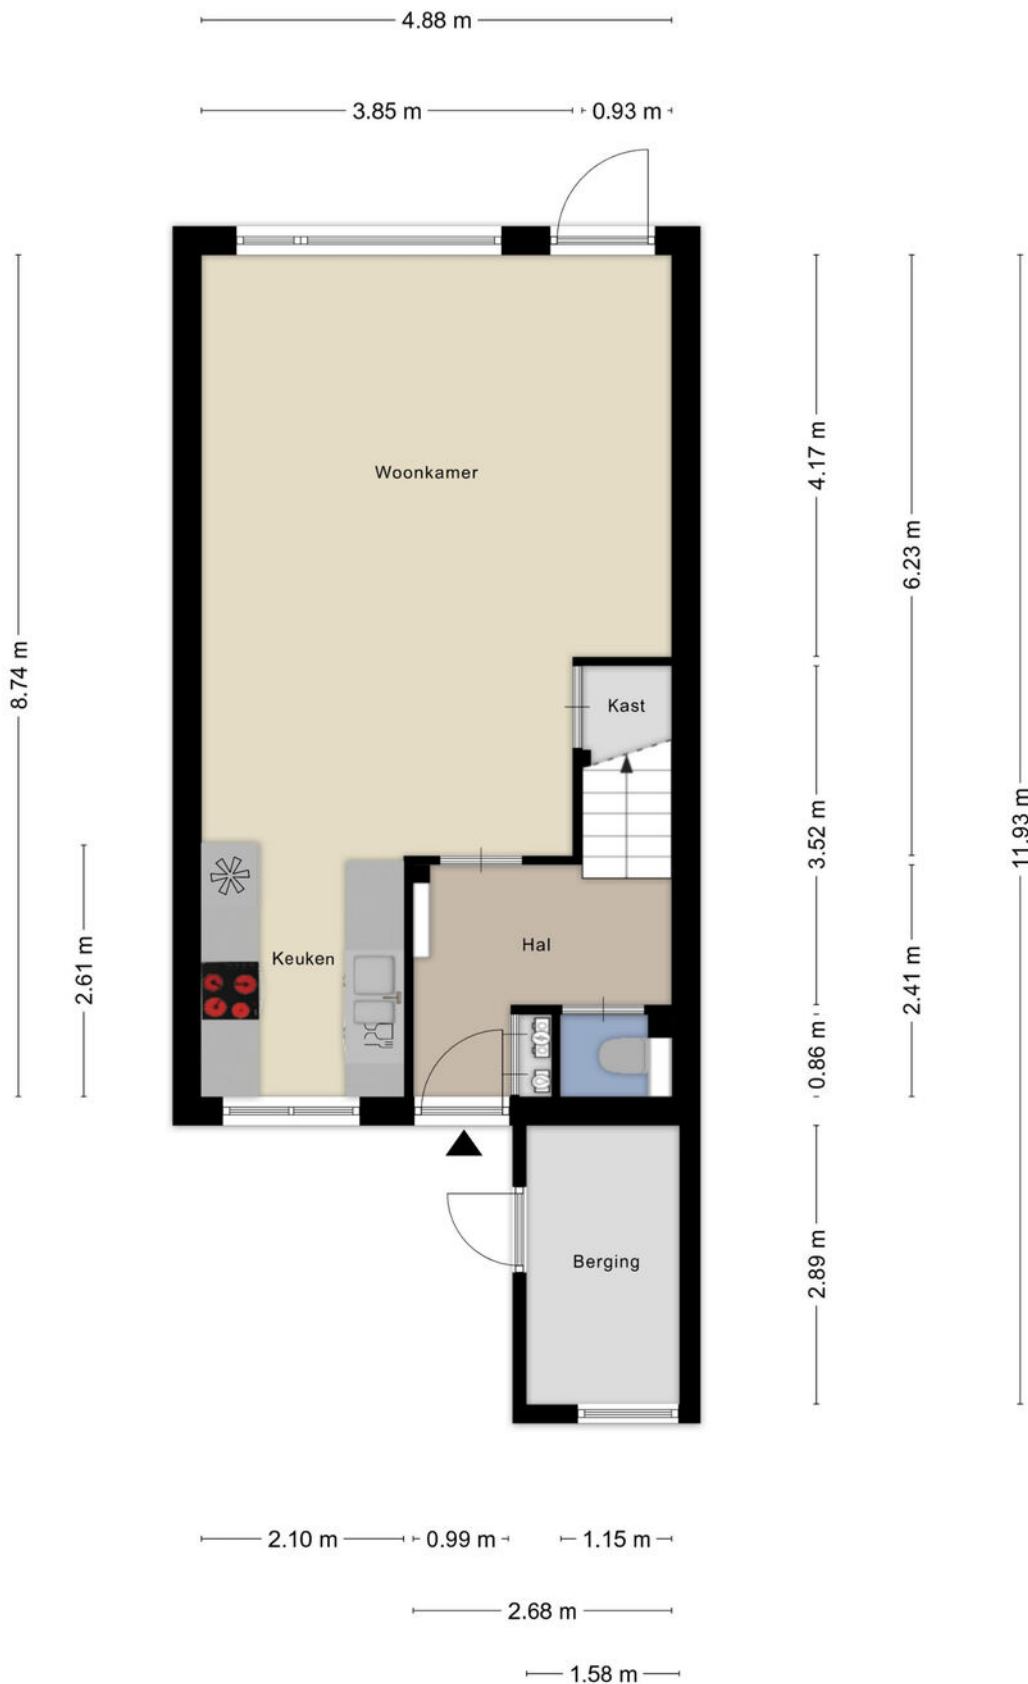 4.88 m
3.85 m
0.93 m
Woonkamer
4.17 m
6.23 m
8.74 m
Kast
11.93 m
3.52 m
Hal
Keuken
2.61 m
2.41 m
0.86 m
Berging
2.89 m
2.10 m
0.99 m
1.15 m
2.68 m
1.58 m